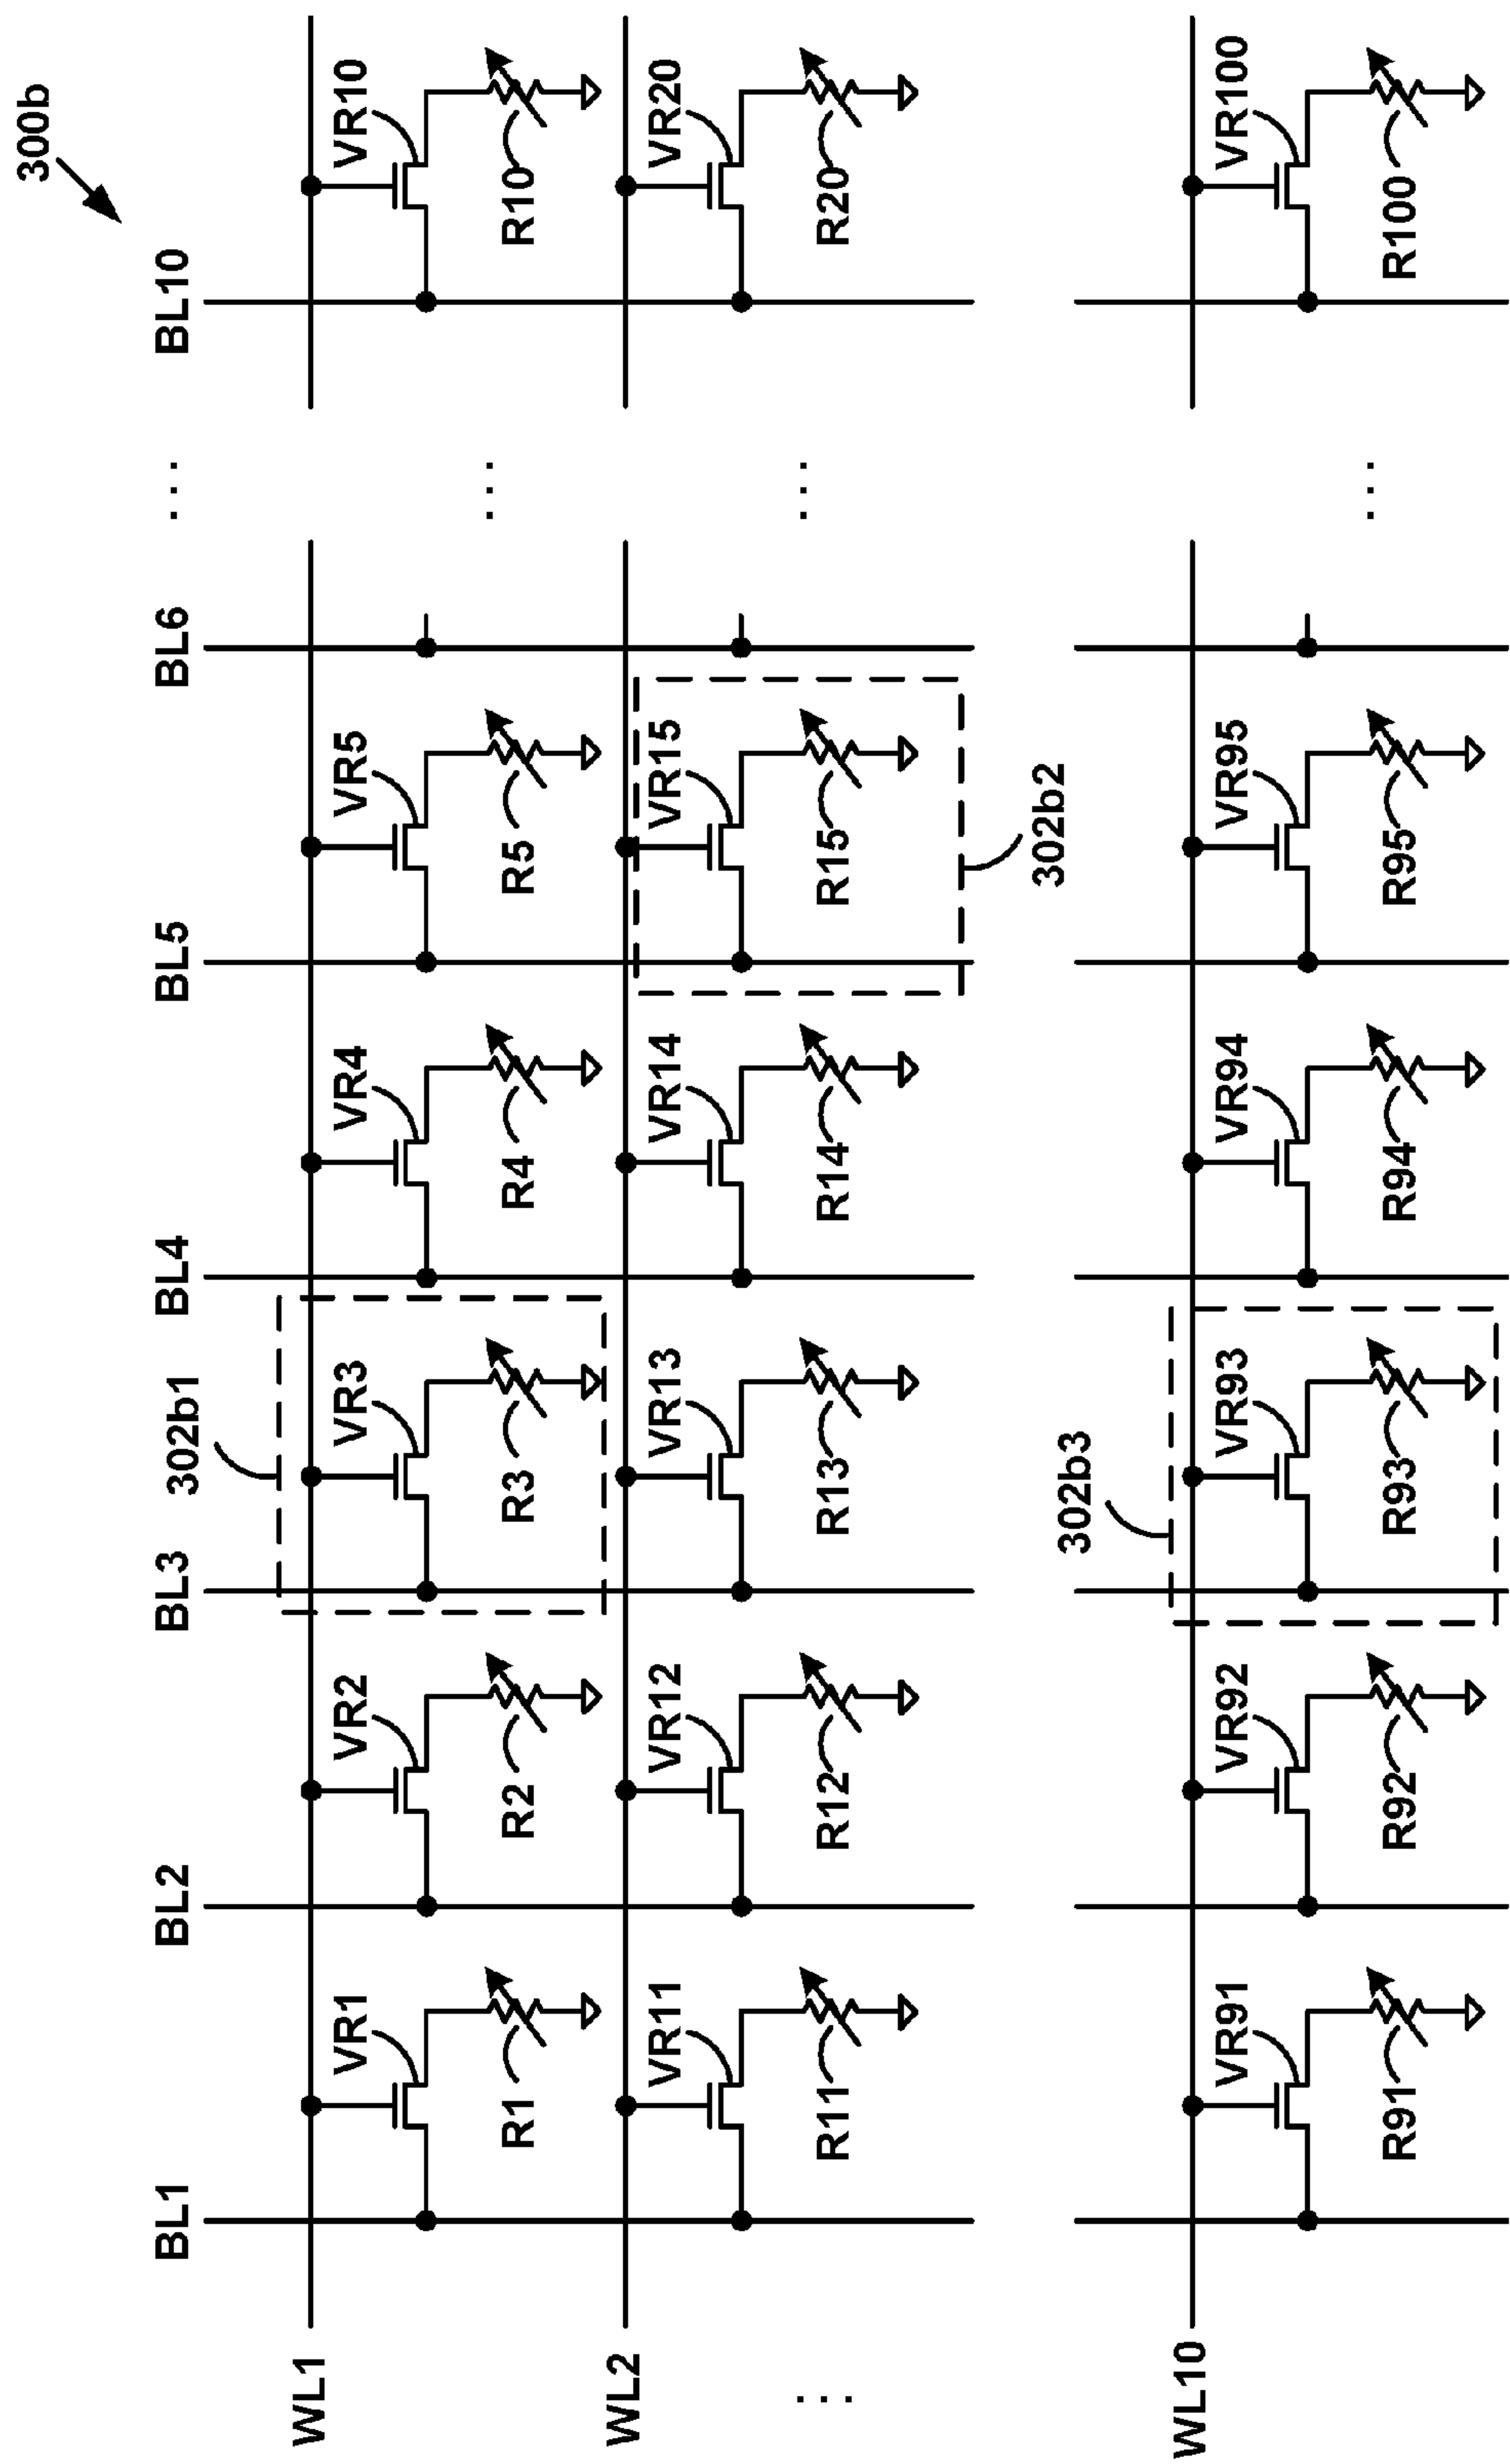 300b
BL1 BL2 BL3 BL4 BL5 BL6 ... BL10
302b1
WL1
VR1 VR2 VR3 VR4 VR5 VR10
R1 R2 R3 R4 R5 ... R10
WL2
VR11 VR12 VR13 VR14 VR15 VR20
R11 R12 R13 R14 R15 ... R20
...
302b2
302b3
WL10
VR91 VR92 VR93 VR94 VR95 VR100
R91 R92 R93 R94 R95 ... R100